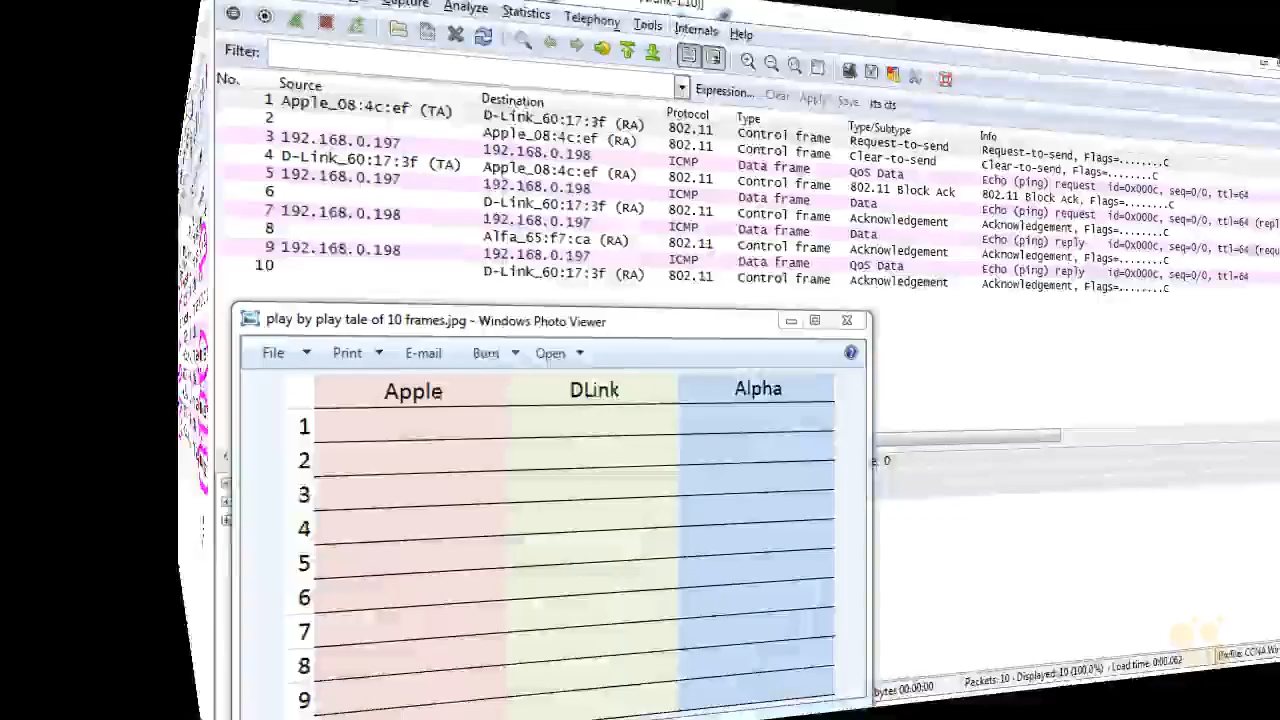 Capture Analyze Statistics Telephony Tools Internals Help
Filter: Expression... Clear Apply Save its cts
No. Source Destination Protocol Type Type/Subtype Info
1 Apple_08:4c:ef (TA) D-Link_60:17:3f (RA) 802.11 Control frame Request-to-send Request-to-send, Flags=........C
2 Apple_08:4c:ef (RA) 802.11 Control frame Clear-to-send Clear-to-send, Flags=........C
3 192.168.0.197 192.168.0.198 ICMP Data frame QoS Data Echo (ping) request id=0x000c, seq=0/0, ttl=64
4 D-Link_60:17:3f (TA) Apple_08:4c:ef (RA) 802.11 Control frame 802.11 Block Ack 802.11 Block Ack, Flags=........C
5 192.168.0.197 192.168.0.198 ICMP Data frame Data Echo (ping) request id=0x000c, seq=0/0, ttl=64 (repl
6 D-Link_60:17:3f (RA) 802.11 Control frame Acknowledgement Acknowledgement, Flags=........C
7 192.168.0.198 192.168.0.197 ICMP Data frame Data Echo (ping) reply id=0x000c, seq=0/0, ttl=64 (requ
8 Alfa_65:f7:ca (RA) 802.11 Control frame Acknowledgement Acknowledgement, Flags=........C
9 192.168.0.198 192.168.0.197 ICMP Data frame QoS Data Echo (ping) reply id=0x000c, seq=0/0, ttl=64
10 D-Link_60:17:3f (RA) 802.11 Control frame Acknowledgement Acknowledgement, Flags=........C
play by play tale of 10 frames.jpg - Windows Photo Viewer
File Print E-mail Burn Open
Apple DLink Alpha
1
2
3
4
5
6
7
8
9
bytes 00:00:00 Packets: 10 · Displayed: 10 (100.0%) · Load time: 0:00.062 Profile: CCNA Wir